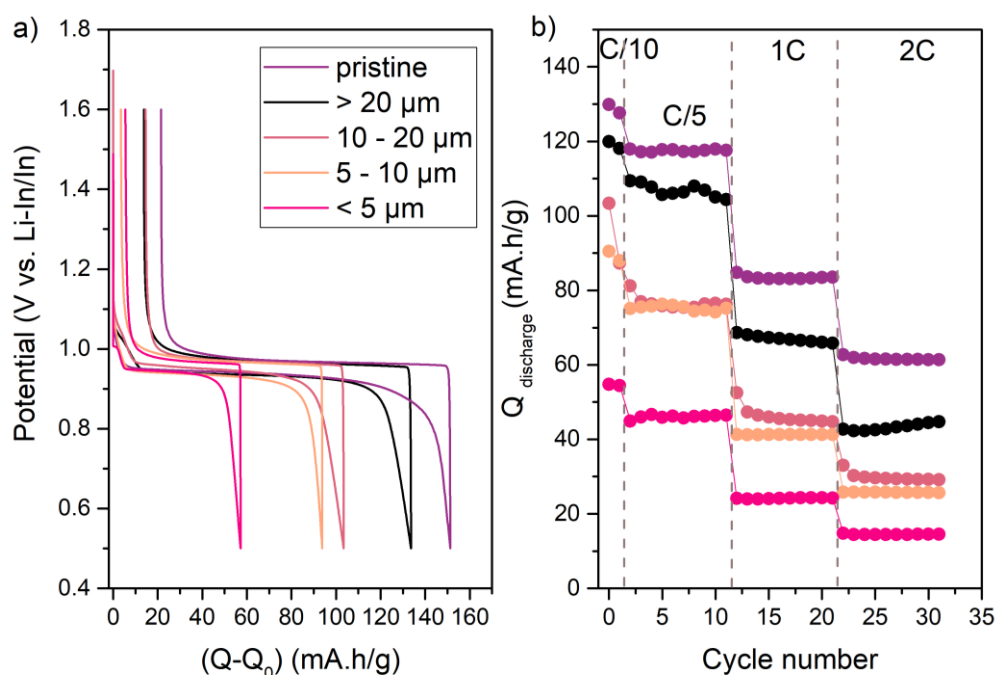 a)
1.8
1.6
1.4
1.2
1.0
0.8
0.6
0.4
Potential (V vs. Li-In/In)
pristine
> 20 µm
10 - 20 µm
5 - 10 µm
< 5 µm
0 20 40 60 80 100 120 140 160
(Q-Q₀) (mA.h/g)
b)
C/10
1C
2C
C/5
140
120
100
80
60
40
20
0
Q discharge (mA.h/g)
0 5 10 15 20 25 30 35
Cycle number